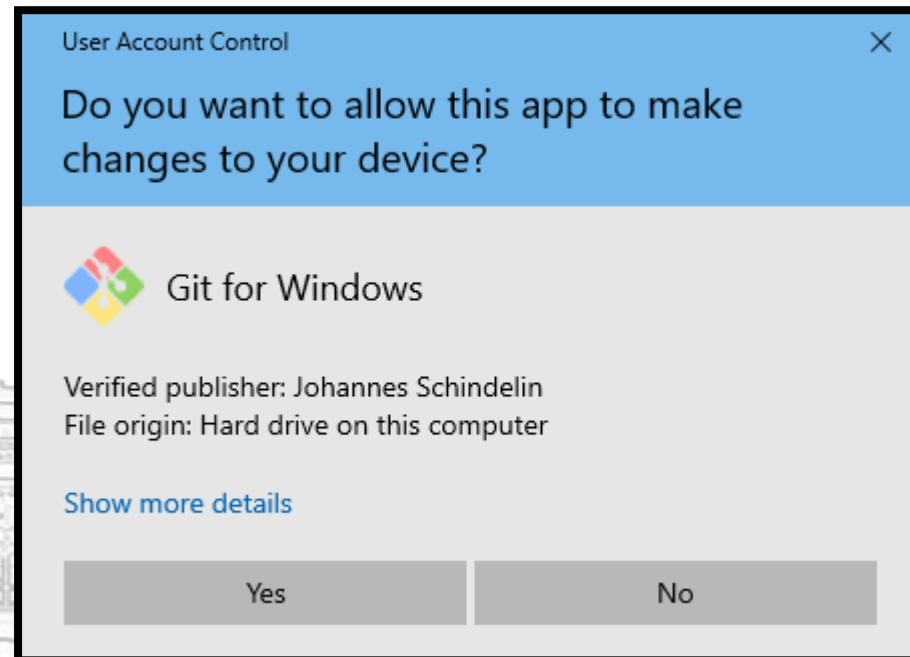 User Account Control
Do you want to allow this app to make
changes to your device?
Git for Windows
Verified publisher: Johannes Schindelin
File origin: Hard drive on this computer
Show more details
Yes
No